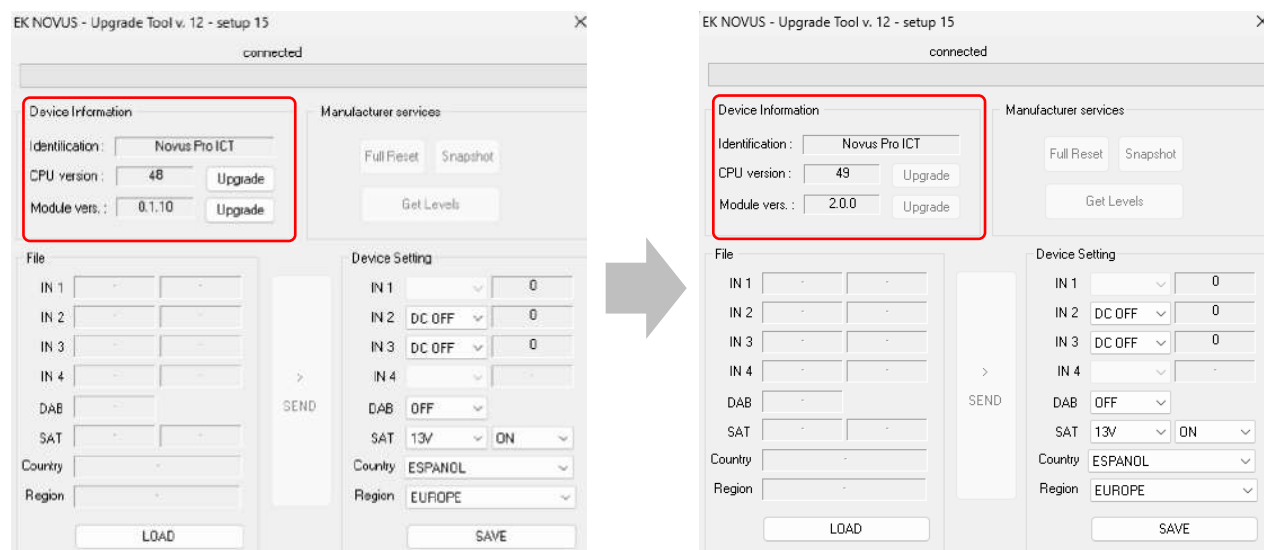 EK NOVUS - Upgrade Tool v. 12 - setup 15
connected
Device Information
Identification :
Novus Pro ICT
CPU version :
48
Upgrade
Module vers. :
0.1.10
Upgrade
Manufacturer services
Full Reset
Snapshot
Get Levels
File
IN 1 - -
IN 2 - -
IN 3 - -
IN 4 - -
DAB -
SAT - -
Country -
Region -
LOAD
>
SEND
Device Setting
IN 1 0
IN 2 DC OFF 0
IN 3 DC OFF 0
IN 4 -
DAB OFF
SAT 13V ON
Country ESPANOL
Region EUROPE
SAVE
EK NOVUS - Upgrade Tool v. 12 - setup 15
connected
Device Information
Identification :
Novus Pro ICT
CPU version :
49
Upgrade
Module vers. :
2.0.0
Upgrade
Manufacturer services
Full Reset
Snapshot
Get Levels
File
IN 1 - -
IN 2 - -
IN 3 - -
IN 4 - -
DAB -
SAT - -
Country -
Region -
LOAD
>
SEND
Device Setting
IN 1 0
IN 2 DC OFF 0
IN 3 DC OFF 0
IN 4 -
DAB OFF
SAT 13V ON
Country ESPANOL
Region EUROPE
SAVE